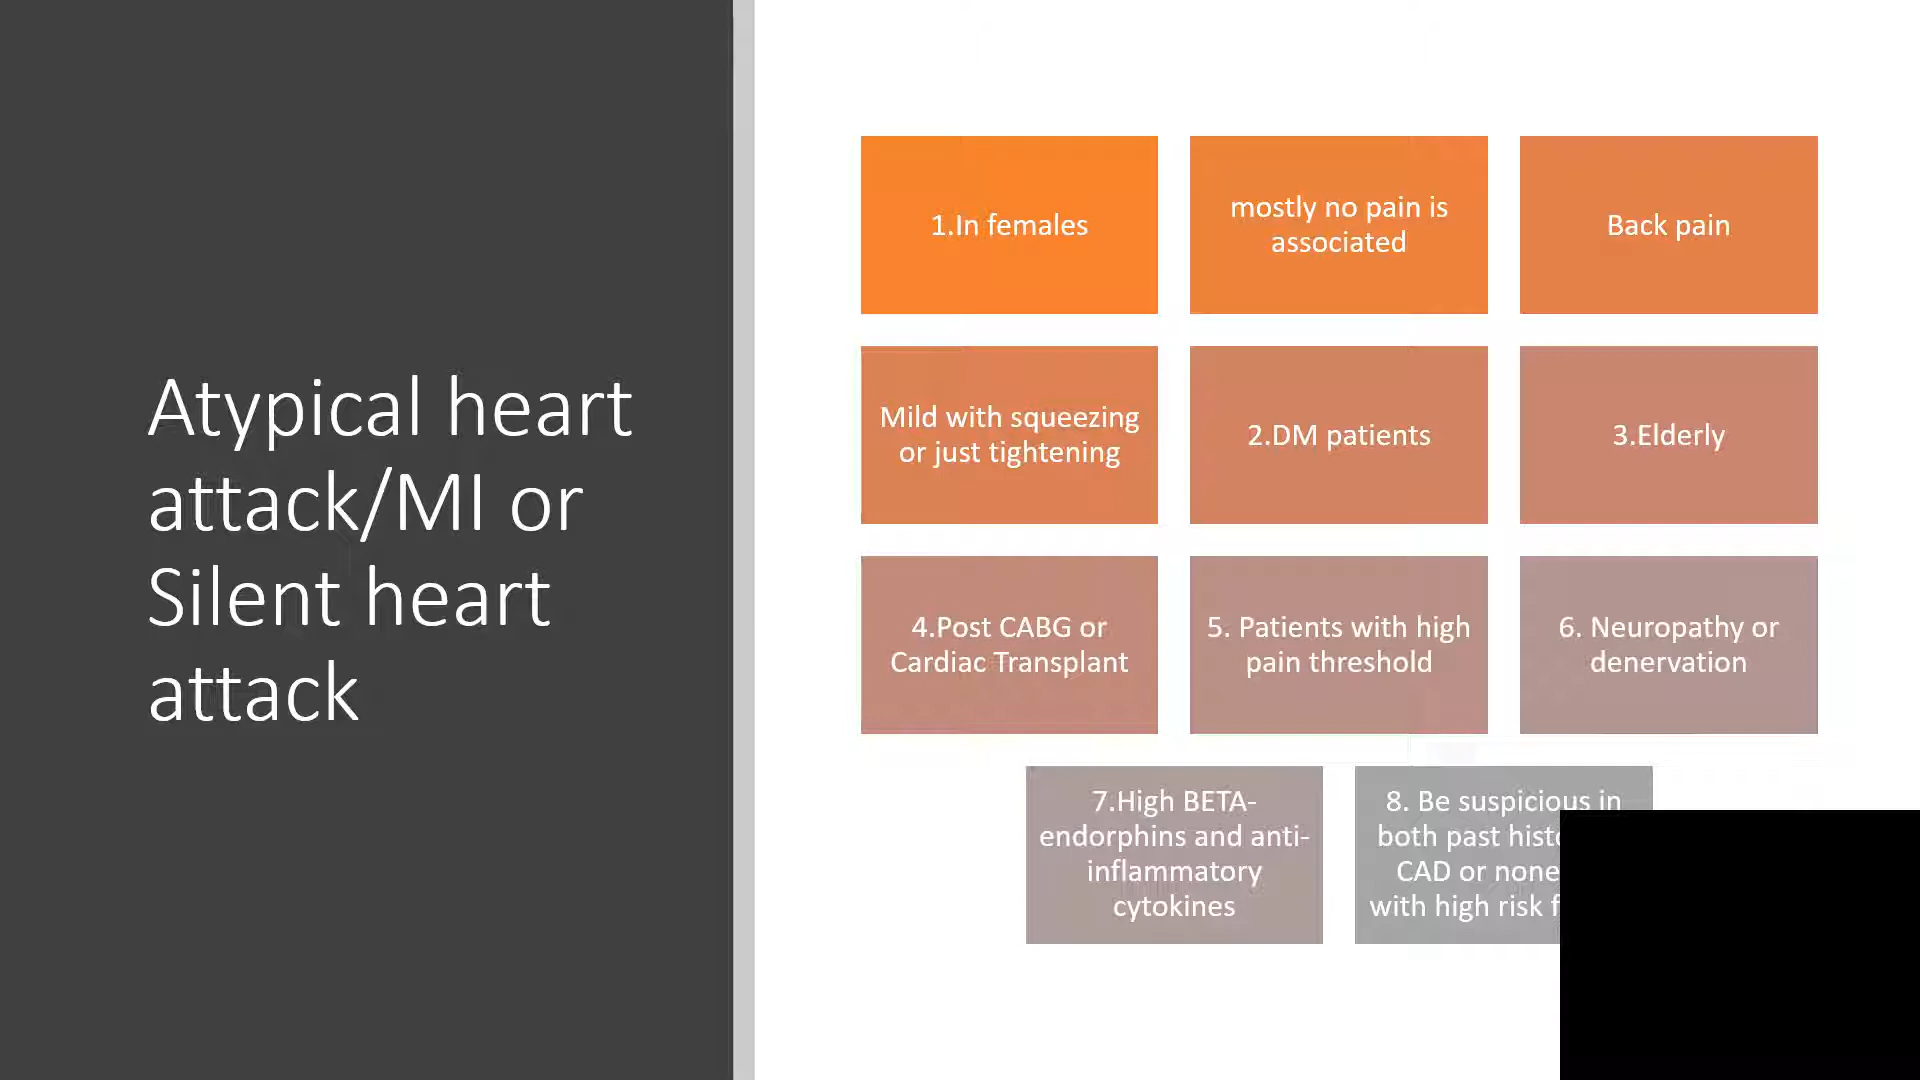 Atypical heart
attack/MI or
Silent heart
attack
1.In females
mostly no pain is
associated
Back pain
Mild with squeezing
or just tightening
2.DM patients
3.Elderly
4.Post CABG or
Cardiac Transplant
5. Patients with high
pain threshold
6. Neuropathy or
denervation
7.High BETA-
endorphins and anti-
inflammatory
cytokines
8. Be suspicious in
both past
CAD or none
with high risk